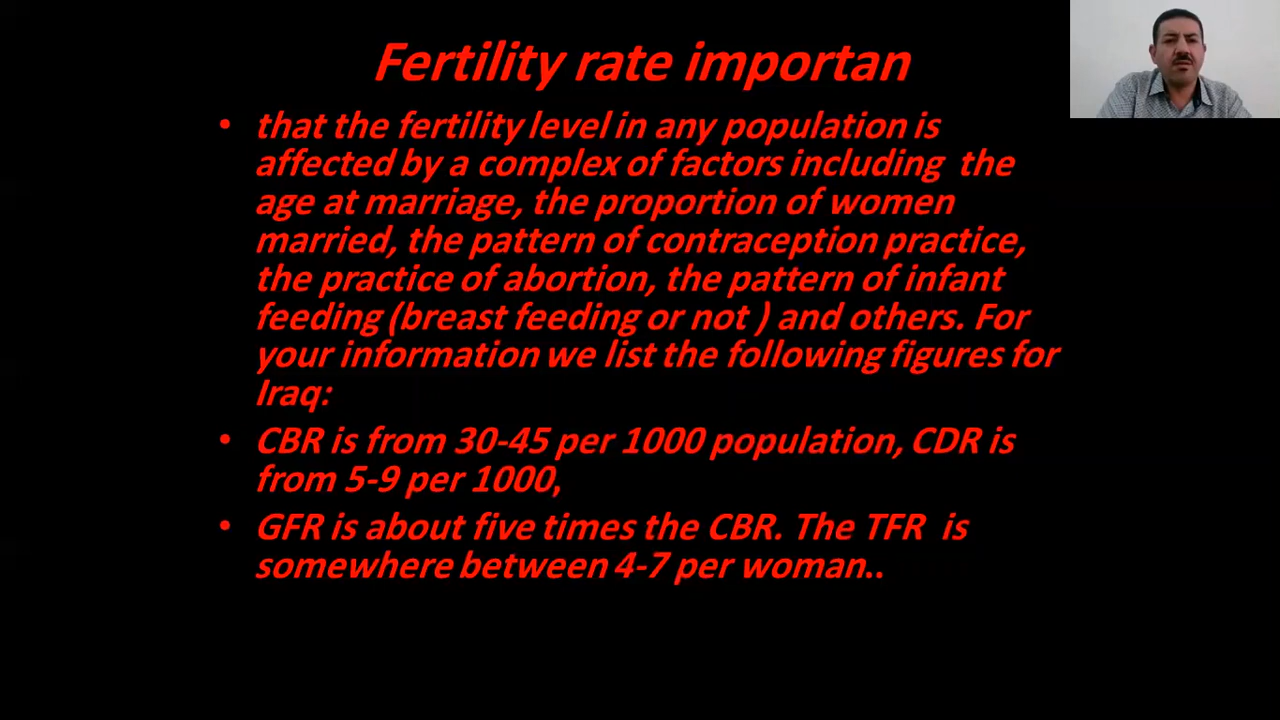 Fertility rate importan
• that the fertility level in any population is
affected by a complex of factors including the
age at marriage, the proportion of women
married, the pattern of contraception practice,
the practice of abortion, the pattern of infant
feeding (breast feeding or not ) and others. For
your information we list the following figures for
Iraq:
• CBR is from 30-45 per 1000 population, CDR is
from 5-9 per 1000,
• GFR is about five times the CBR. The TFR is
somewhere between 4-7 per woman..